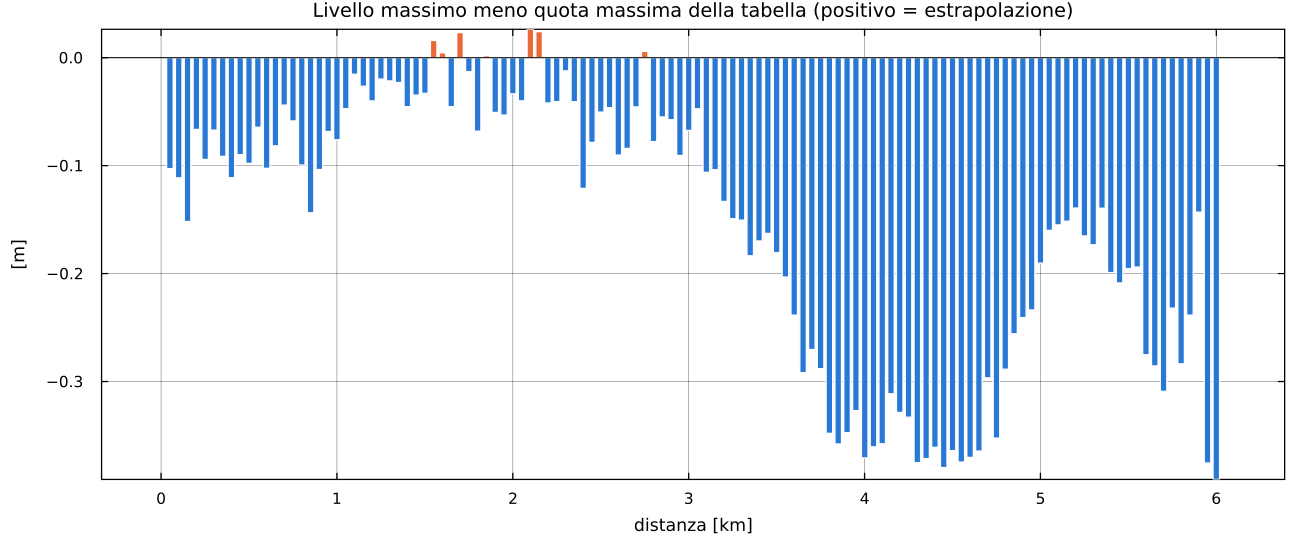 Livello massimo meno quota massima della tabella (positivo = estrapolazione)
0.0
−0.1
−0.2
−0.3
[m]
0 1 2 3 4 5 6
distanza [km]